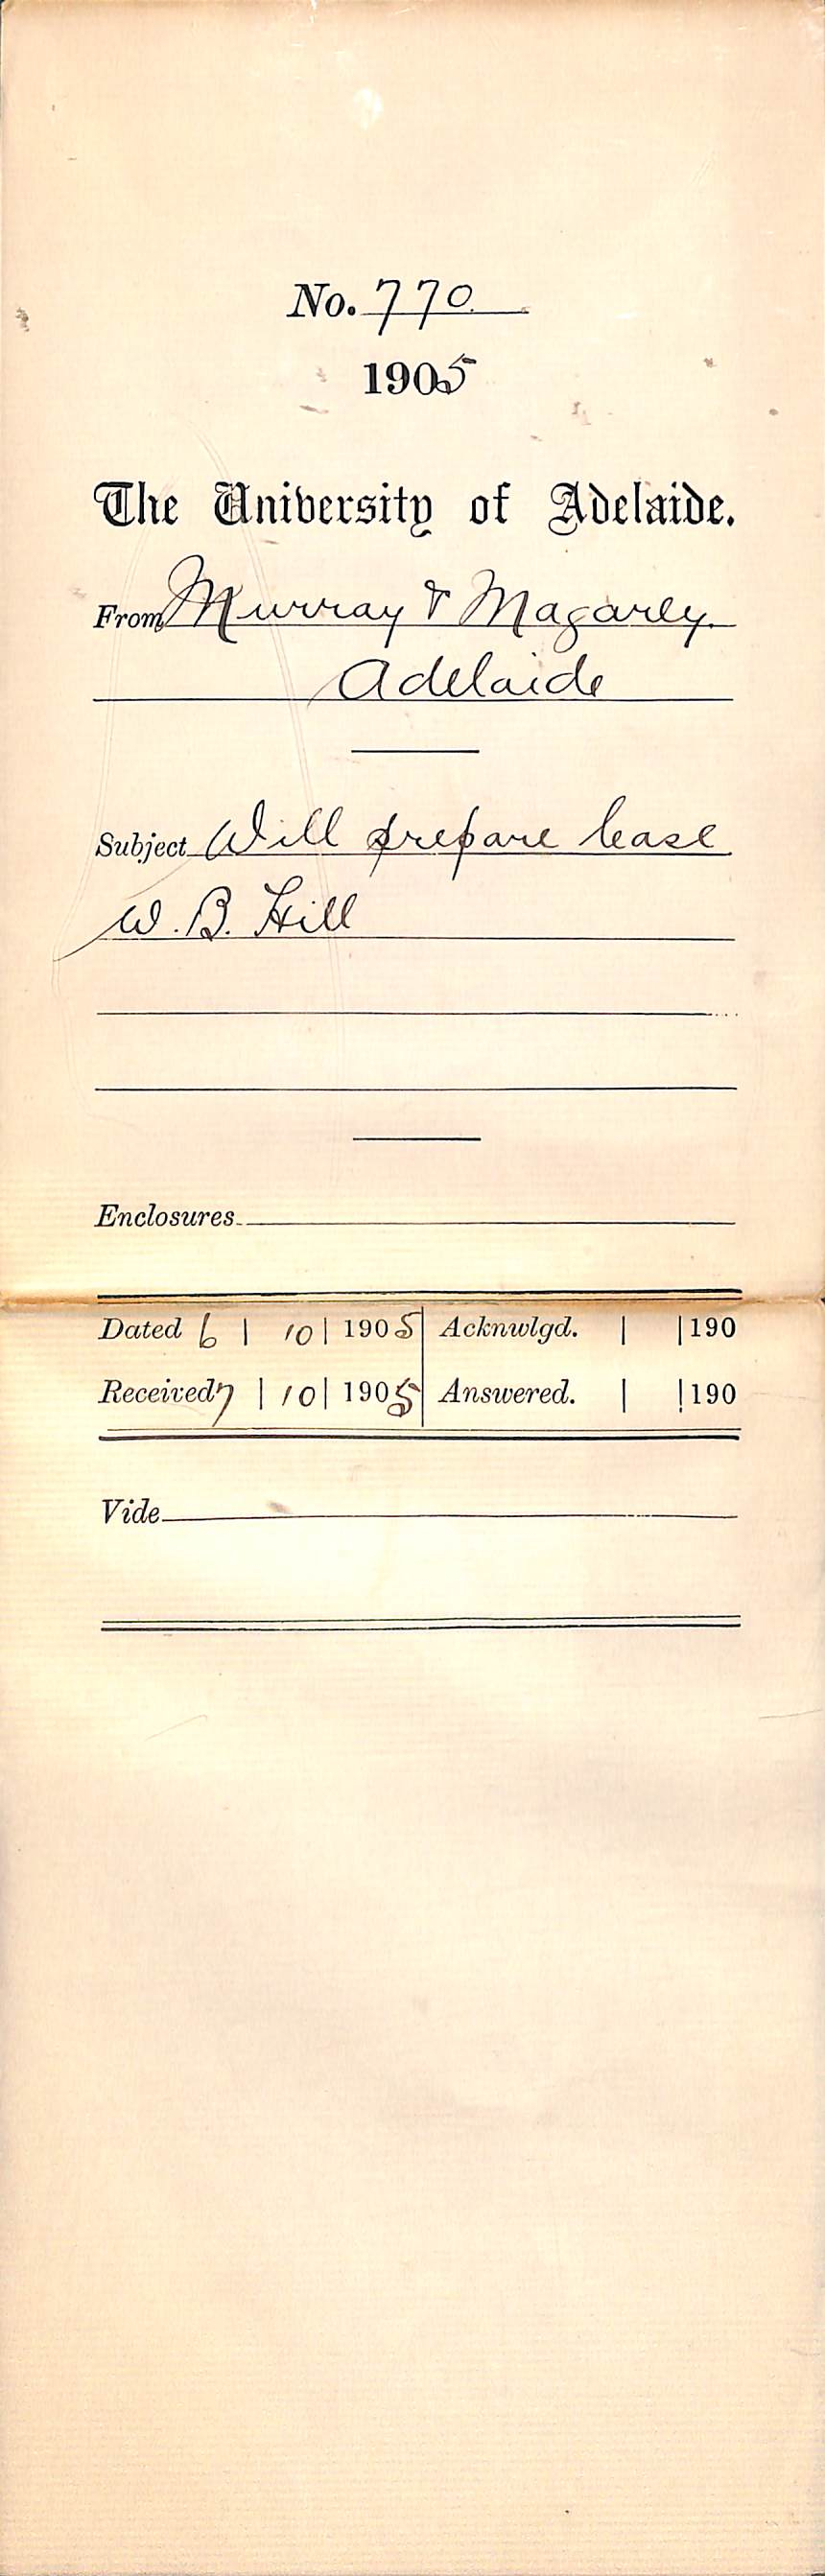 No. 770
1905
The University of Adelaide.
From Murray & Magarey.
Adelaide
Subject Will prepare lease
W. B. Hill
Enclosures
Dated 6 | 10 | 1905 | Acknwlgd. | | 190
Received 7 | 10 | 1905 | Answered. | | 190
Vide